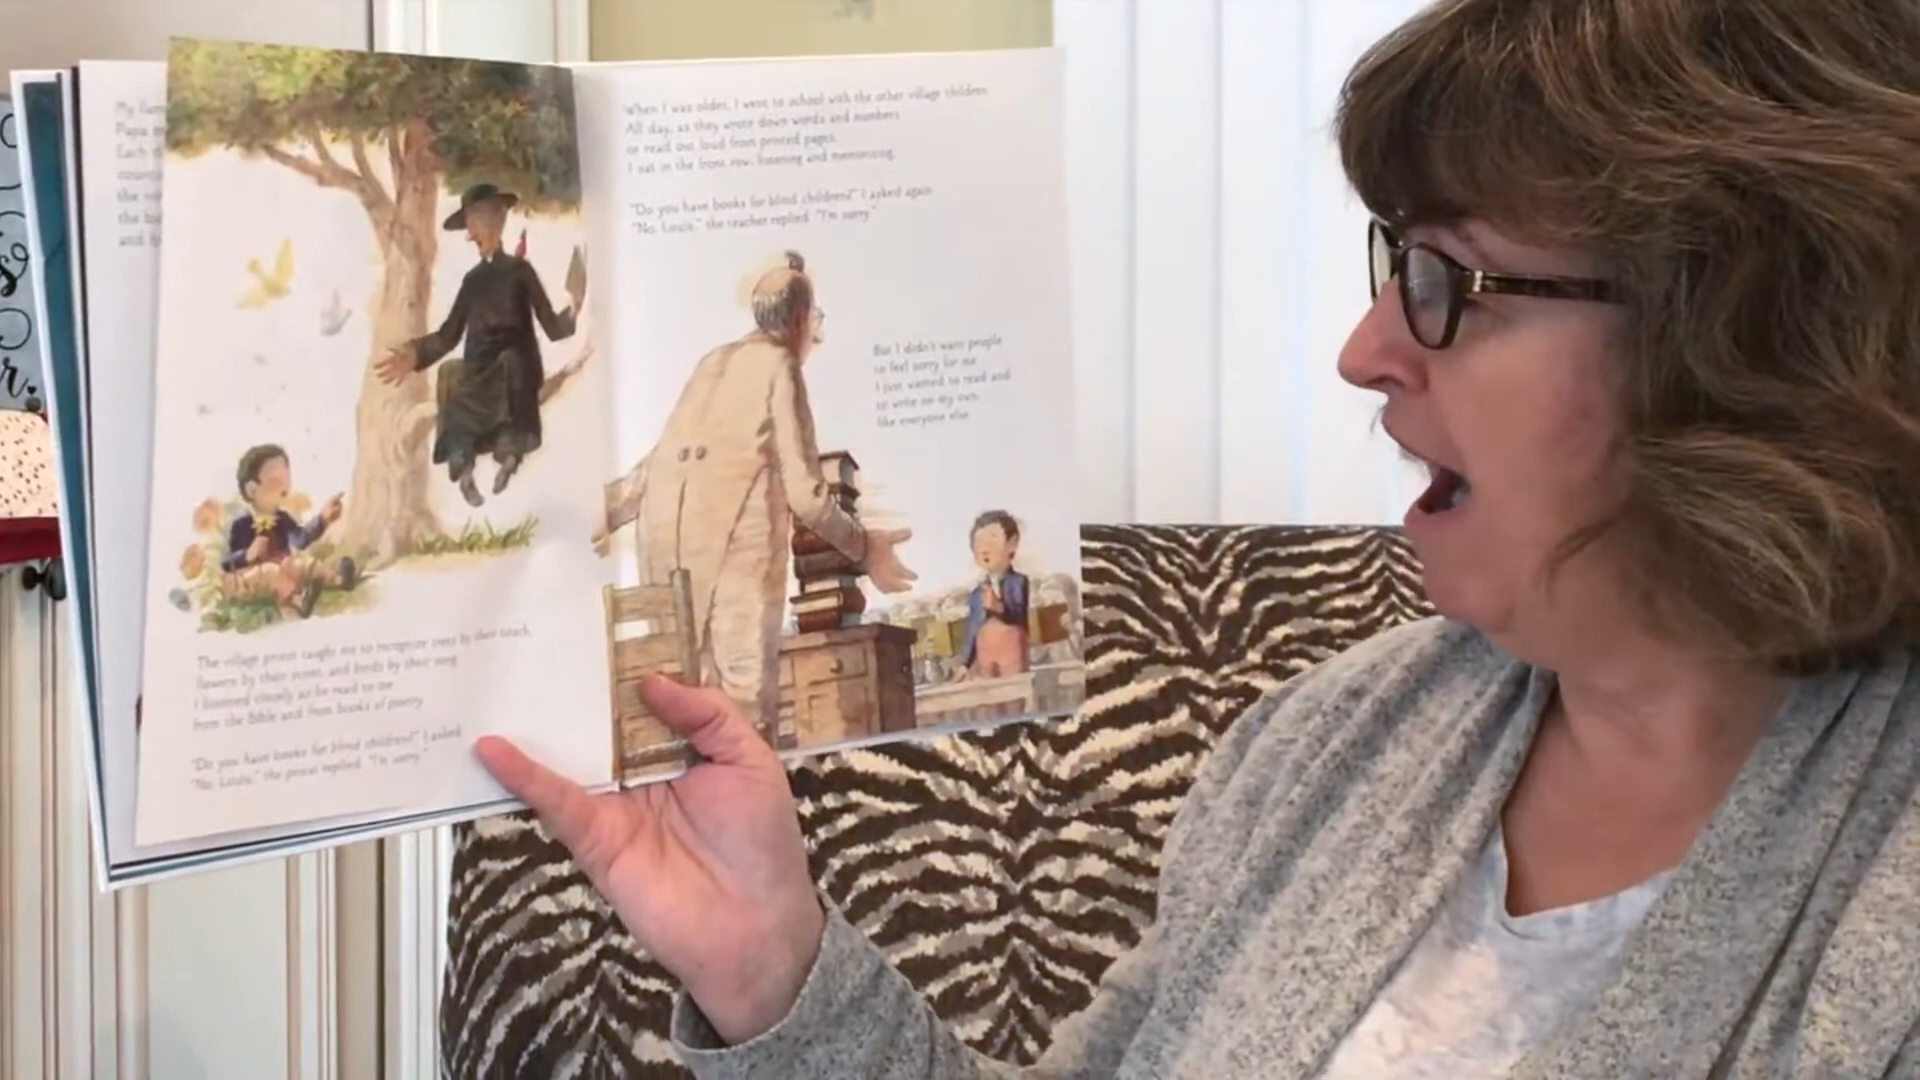 My
Papa
Each
the
the
and
The village priest taught me to recognize trees by their touch,
flowers by their scent, and birds by their song.
I listened closely as he read to me
from the Bible and from books of poetry.
"Do you have books for blind children?" I asked.
"No, Louis," the priest replied. "I'm sorry."
When I was older, I went to school with the other village children.
All day, as they wrote down words and numbers
or read out loud from printed pages,
I sat in the front row, listening and memorizing.
"Do you have books for blind children?" I asked again.
"No, Louis," the teacher replied. "I'm sorry."
But I didn't want people
to feel sorry for me.
I just wanted to read and
to write on my own,
like everyone else.